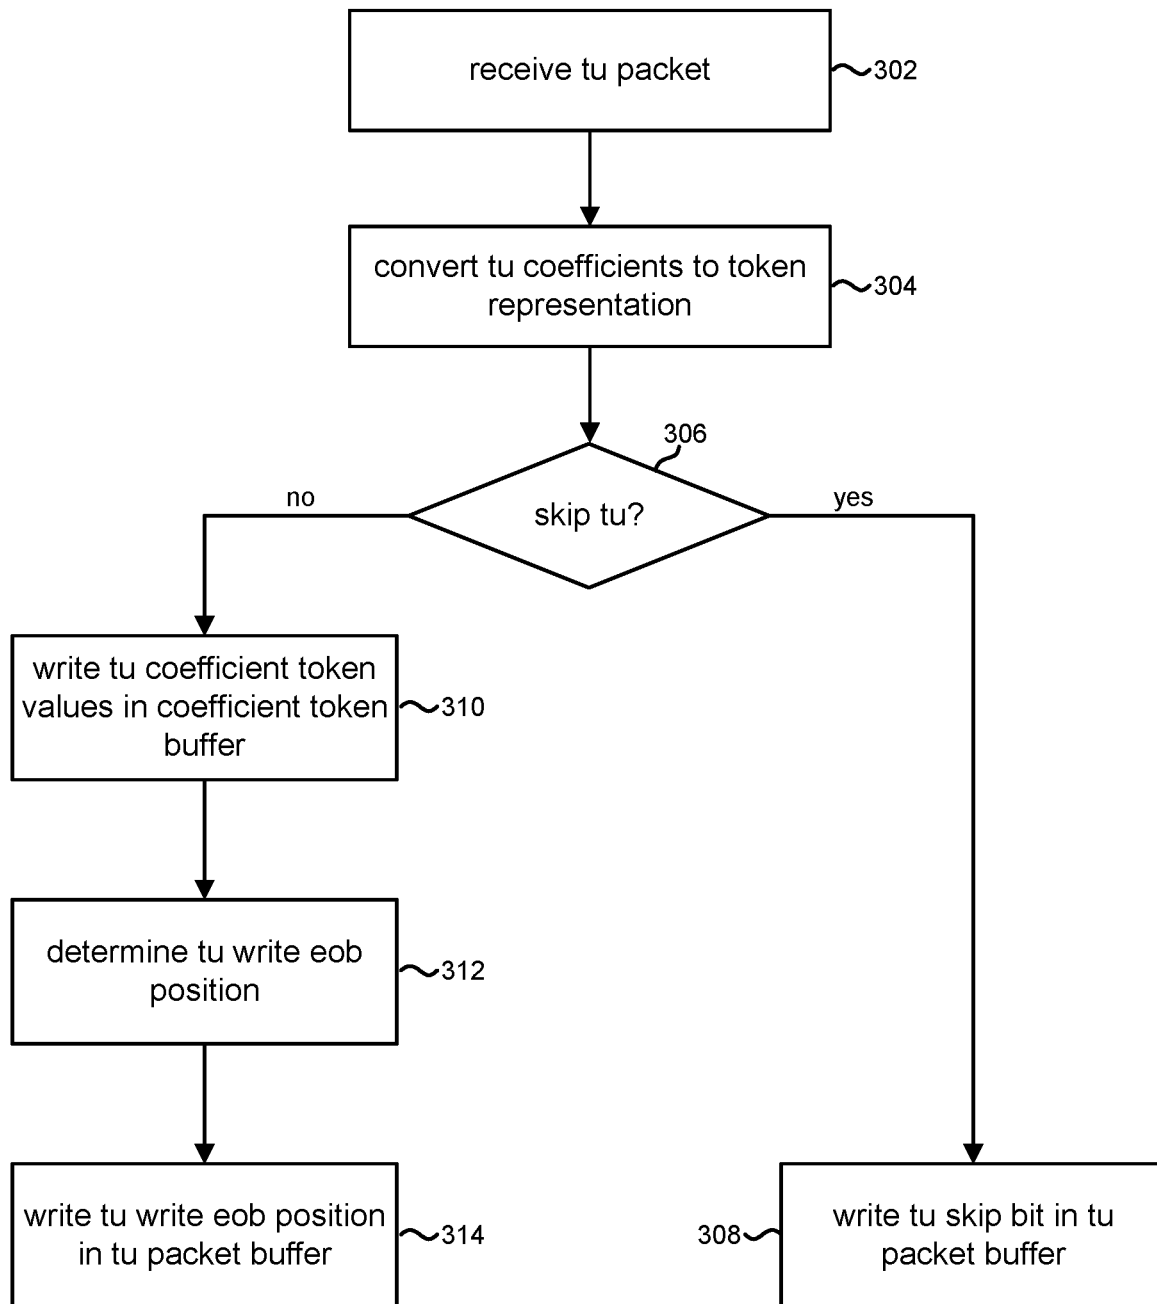 receive tu packet
302
convert tu coefficients to token
representation
304
306
skip tu?
no
yes
write tu coefficient token
values in coefficient token
buffer
310
determine tu write eob
position
312
write tu write eob position
in tu packet buffer
314
308
write tu skip bit in tu
packet buffer